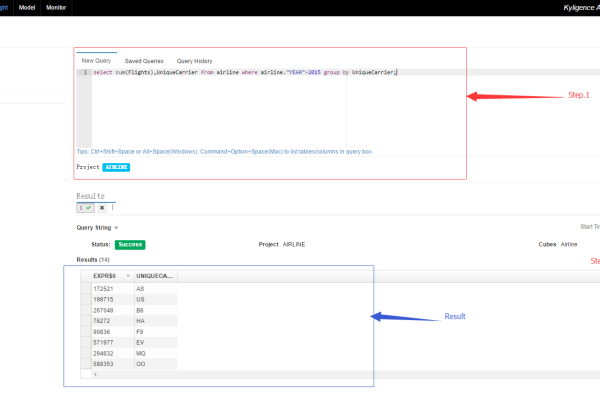 ght Model Monitor Kyligence A
New Query Saved Queries Query History
1 select sum(Flights),UniqueCarrier from airline where airline."YEAR"=2015 group by UniqueCarrier;
Step.1
Tips: Ctrl+Shift+Space or Alt+Space(Windows), Command+Option+Space(Mac) to list tables/columns in query box.
Project AIRLINE
Results
1
Query String Start Tim
Status: Success Project AIRLINE Cubes Airline
Results (14) Ste
EXPR$0 UNIQUECA...
172521 AS
198715 US
267048 B6
76272 HA
90836 F9
571977 EV
294632 MQ
588353 OO
Result